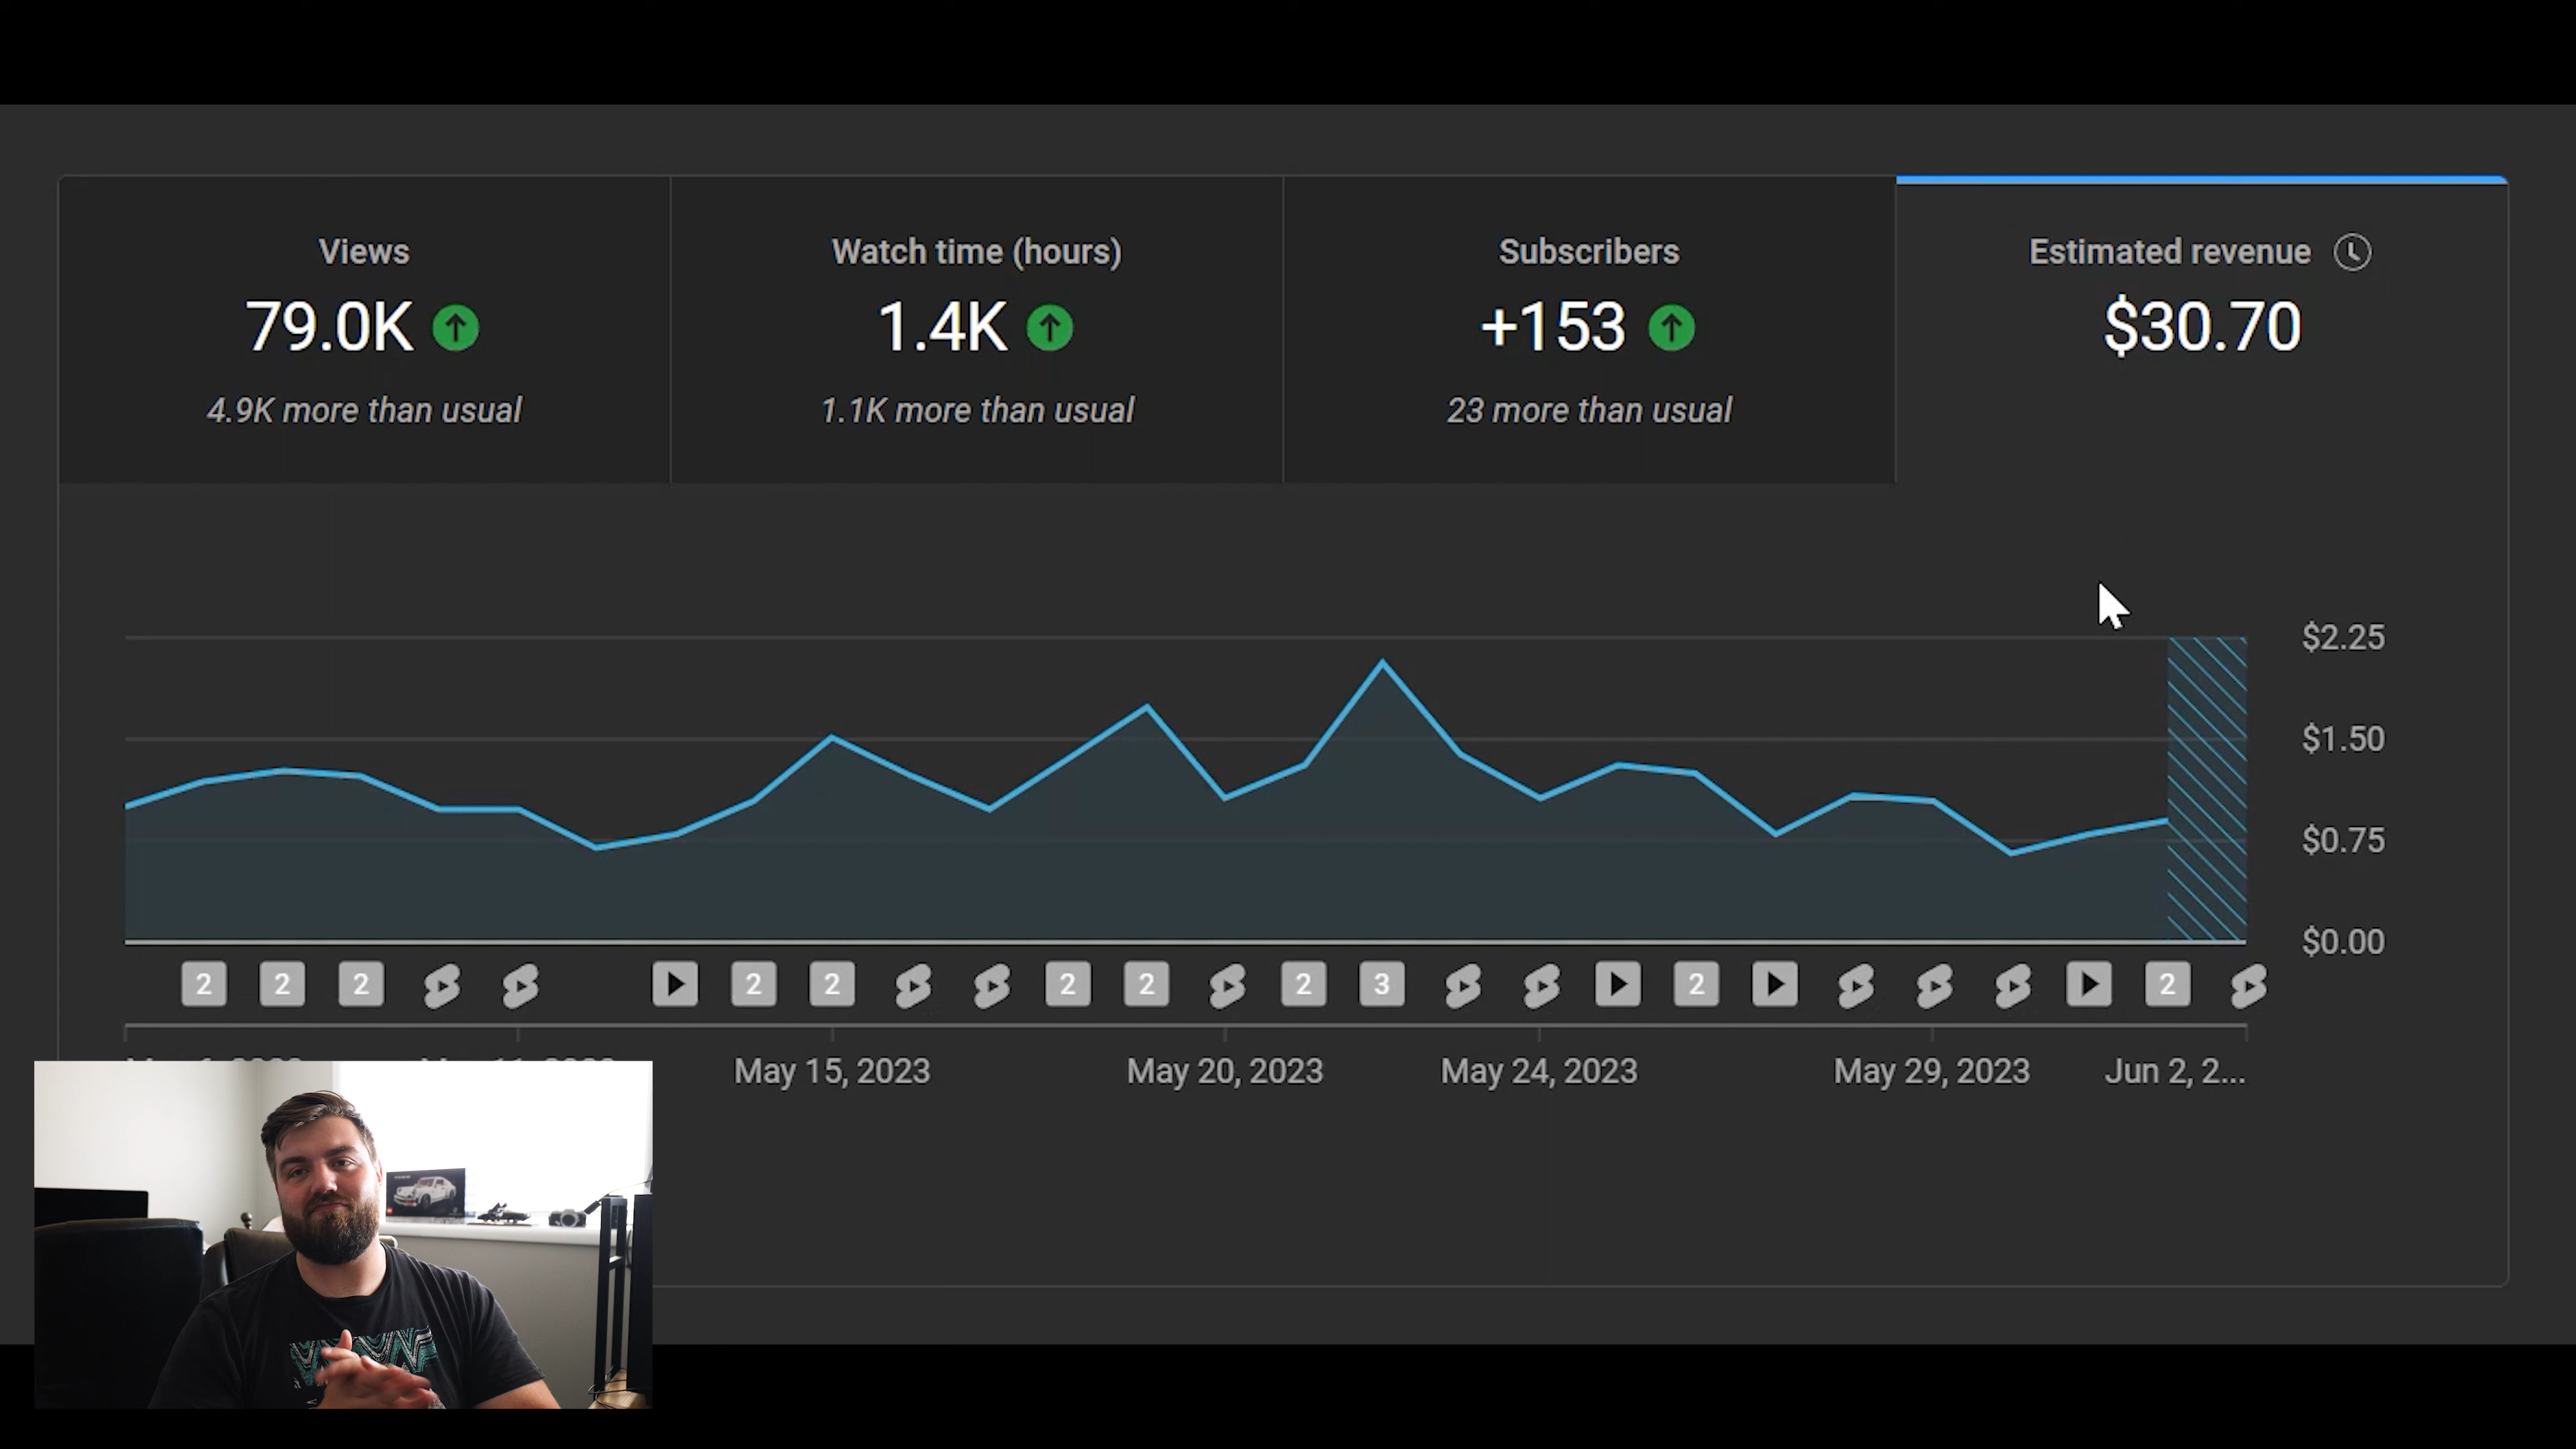 Views
79.0K
4.9K more than usual
Watch time (hours)
1.4K
1.1K more than usual
Subscribers
+153
23 more than usual
Estimated revenue
$30.70
$2.25
$1.50
$0.75
$0.00
2 2 2 2 2 2 2 2 3 2 2
May 15, 2023
May 20, 2023
May 24, 2023
May 29, 2023
Jun 2, 2...